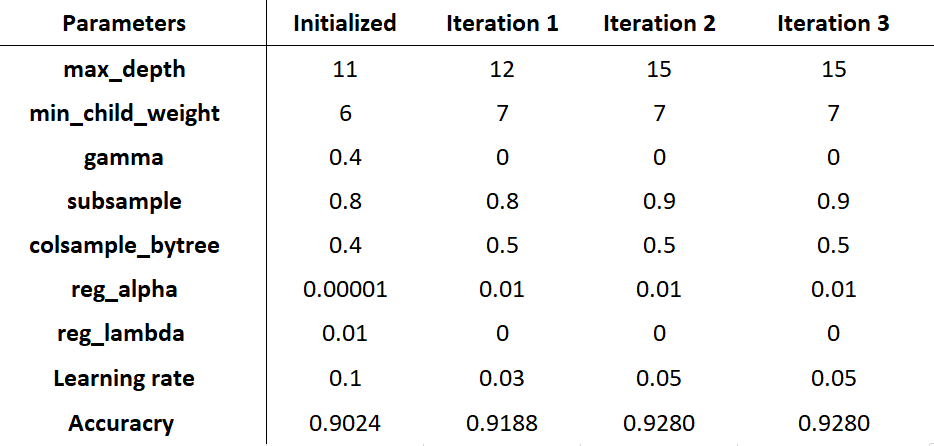 Parameters Initialized Iteration 1 Iteration 2 Iteration 3
max_depth 11 12 15 15
min_child_weight 6 7 7 7
gamma 0.4 0 0 0
subsample 0.8 0.8 0.9 0.9
colsample_bytree 0.4 0.5 0.5 0.5
reg_alpha 0.00001 0.01 0.01 0.01
reg_lambda 0.01 0 0 0
Learning rate 0.1 0.03 0.05 0.05
Accuracry 0.9024 0.9188 0.9280 0.9280